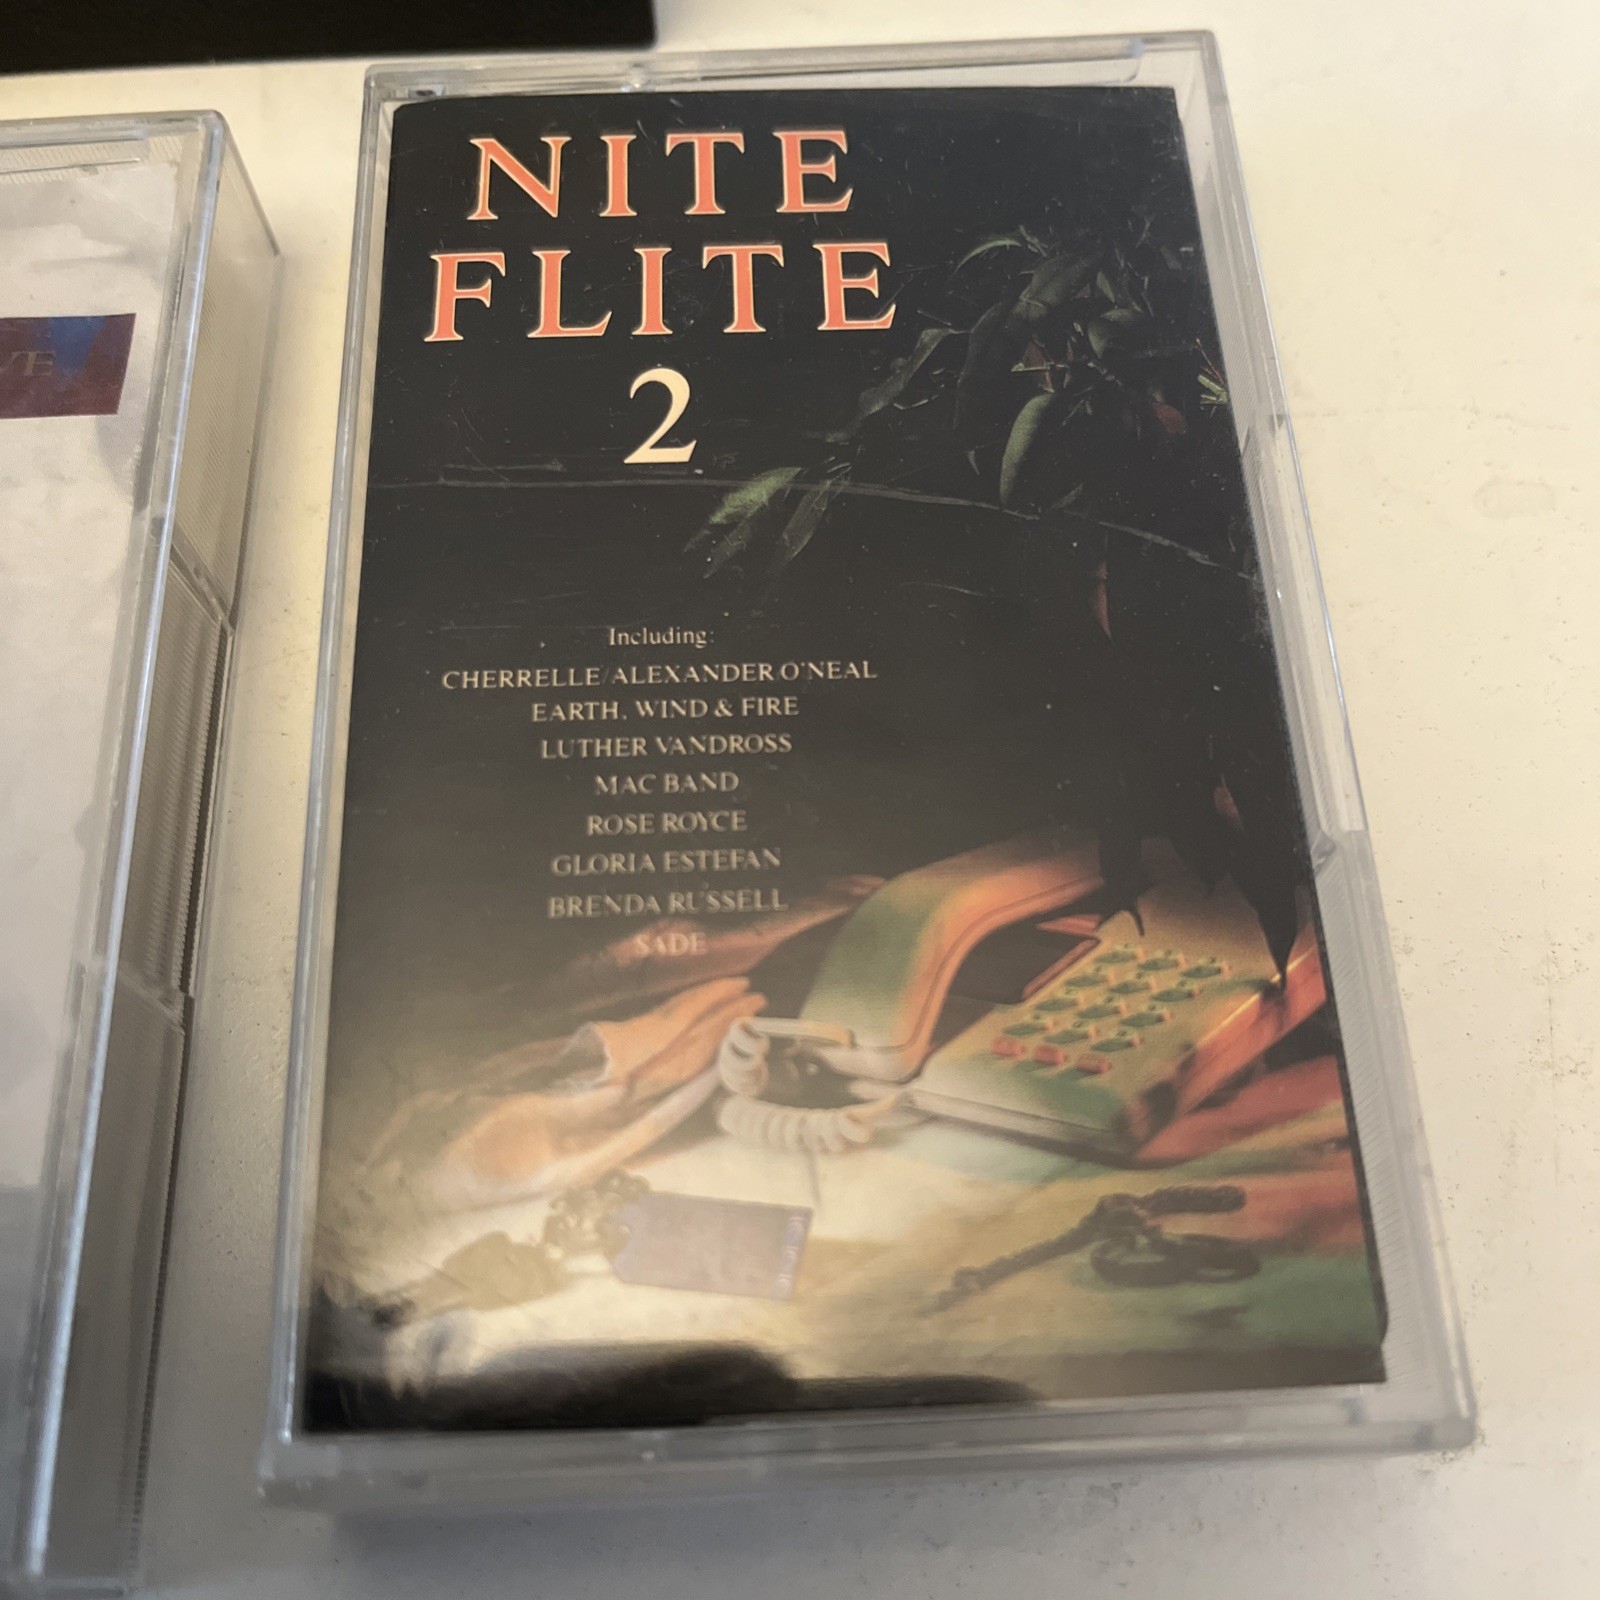 NITE
FLITE
2
Including:
CHERRELLE/ALEXANDER O'NEAL
EARTH, WIND & FIRE
LUTHER VANDROSS
MAC BAND
ROSE ROYCE
GLORIA ESTEFAN
BRENDA RUSSELL
SADE